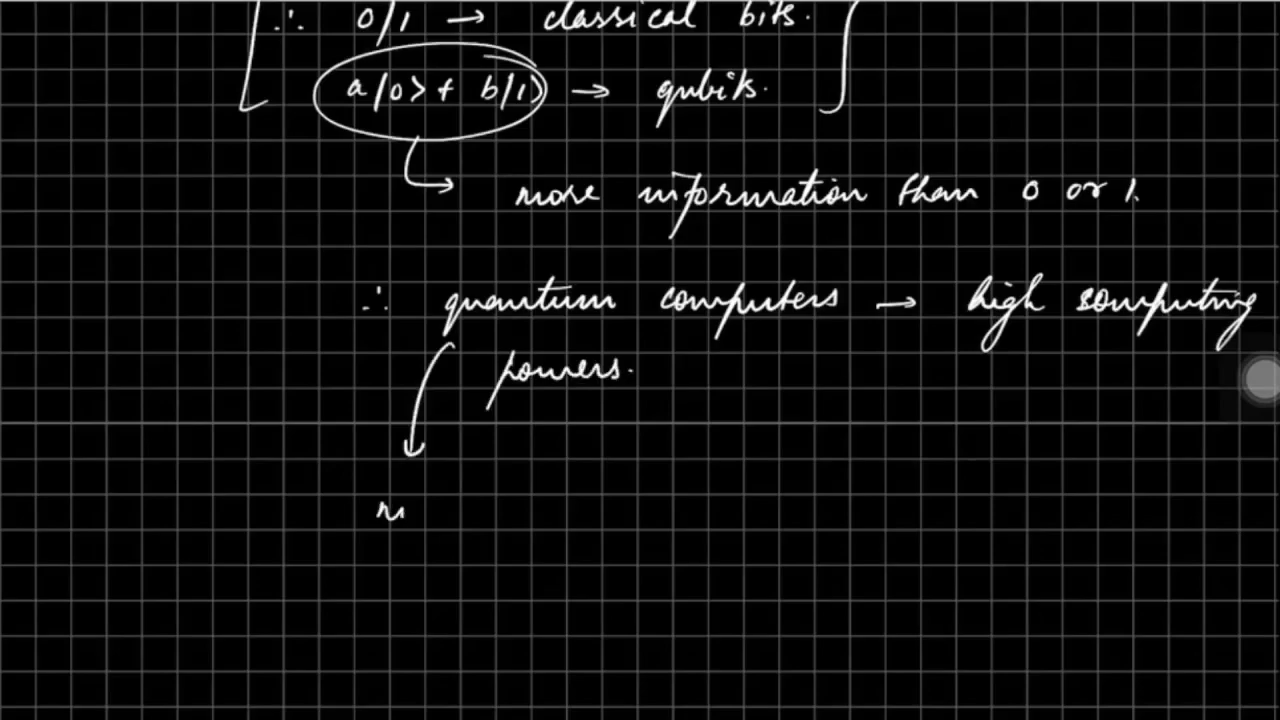 ∴ 0/1 → classical bits.
a|0> + b|1> → qubits.
more information than 0 or 1.
∴ quantum computers → high computing
powers.